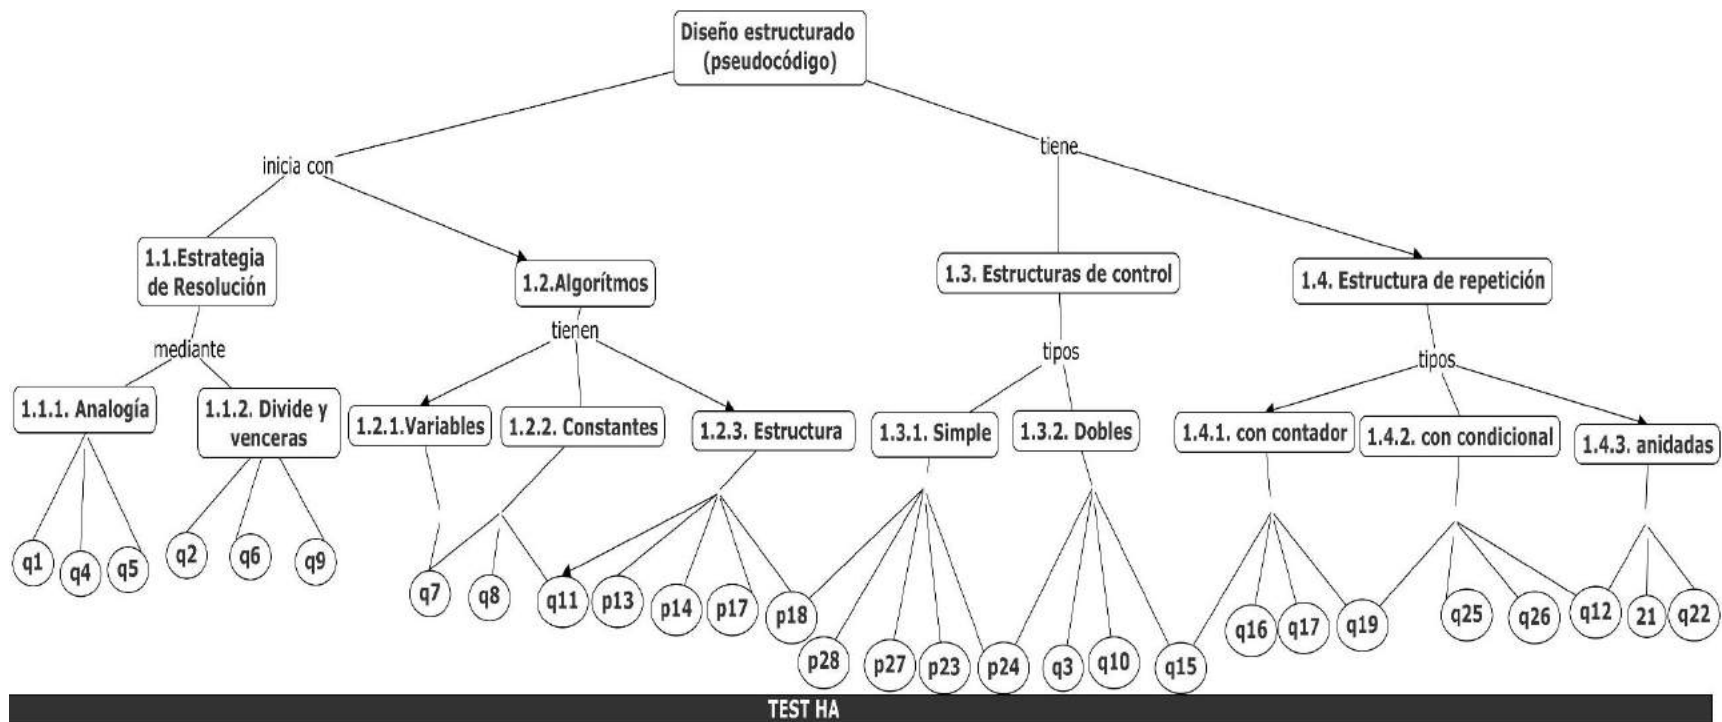 Diseño estructurado
(pseudocódigo)
inicia con
tiene
1.1.Estrategia
de Resolución
1.2.Algorítmos
1.3. Estructuras de control
1.4. Estructura de repetición
mediante
tienen
tipos
tipos
1.1.1. Analogía
1.1.2. Divide y
venceras
1.2.1.Variables
1.2.2. Constantes
1.2.3. Estructura
1.3.1. Simple
1.3.2. Dobles
1.4.1. con contador
1.4.2. con condicional
1.4.3. anidadas
q1
q4
q5
q2
q6
q9
q7
q8
q11
p13
p14
p17
p18
p28
p27
p23
p24
q3
q10
q15
q16
q17
q19
q25
q26
q12
21
q22
TEST HA